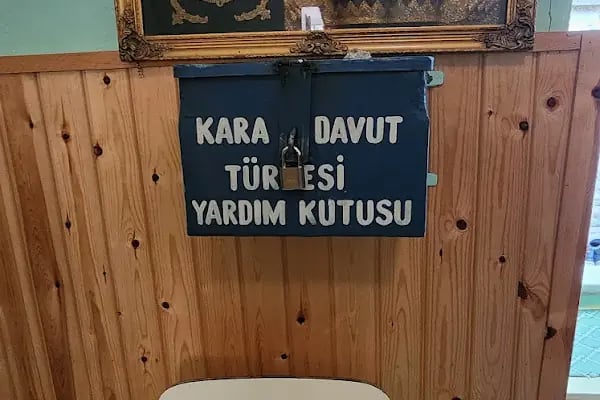 KARA DAVUT
TÜRBESİ
YARDIM KUTUSU